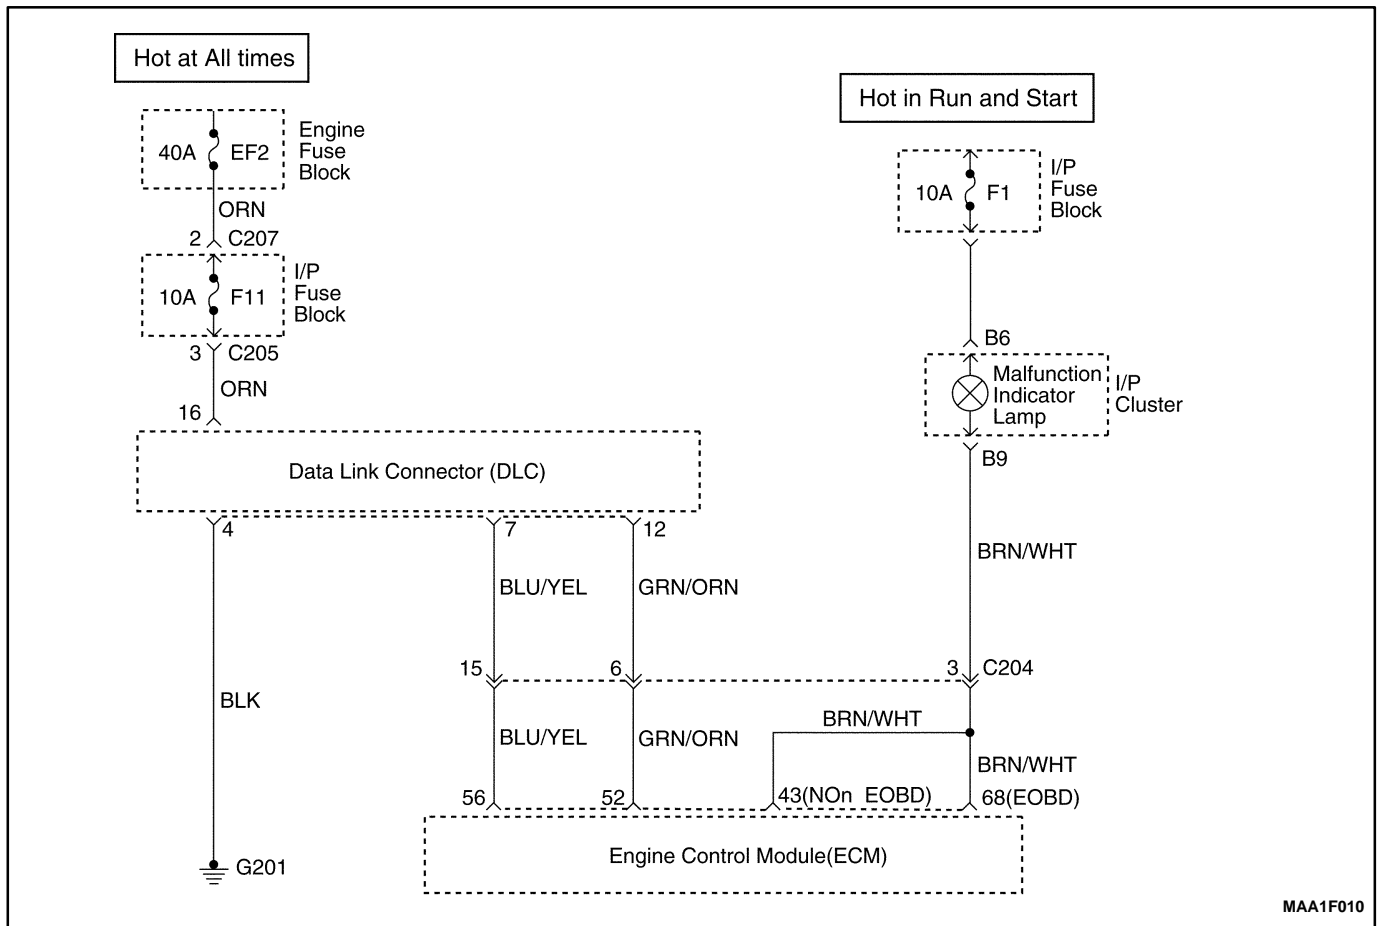 Hot at All times
Hot in Run and Start
40A EF2
Engine
Fuse
Block
ORN
2 C207
10A F11
I/P
Fuse
Block
3 C205
ORN
16
10A F1
I/P
Fuse
Block
B6
Malfunction
Indicator
Lamp
I/P
Cluster
B9
Data Link Connector (DLC)
4
7
12
BLU/YEL
GRN/ORN
BRN/WHT
15
6
3 C204
BLK
BLU/YEL
GRN/ORN
BRN/WHT
BRN/WHT
56
52
43(NOn EOBD)
68(EOBD)
Engine Control Module(ECM)
G201
MAA1F010